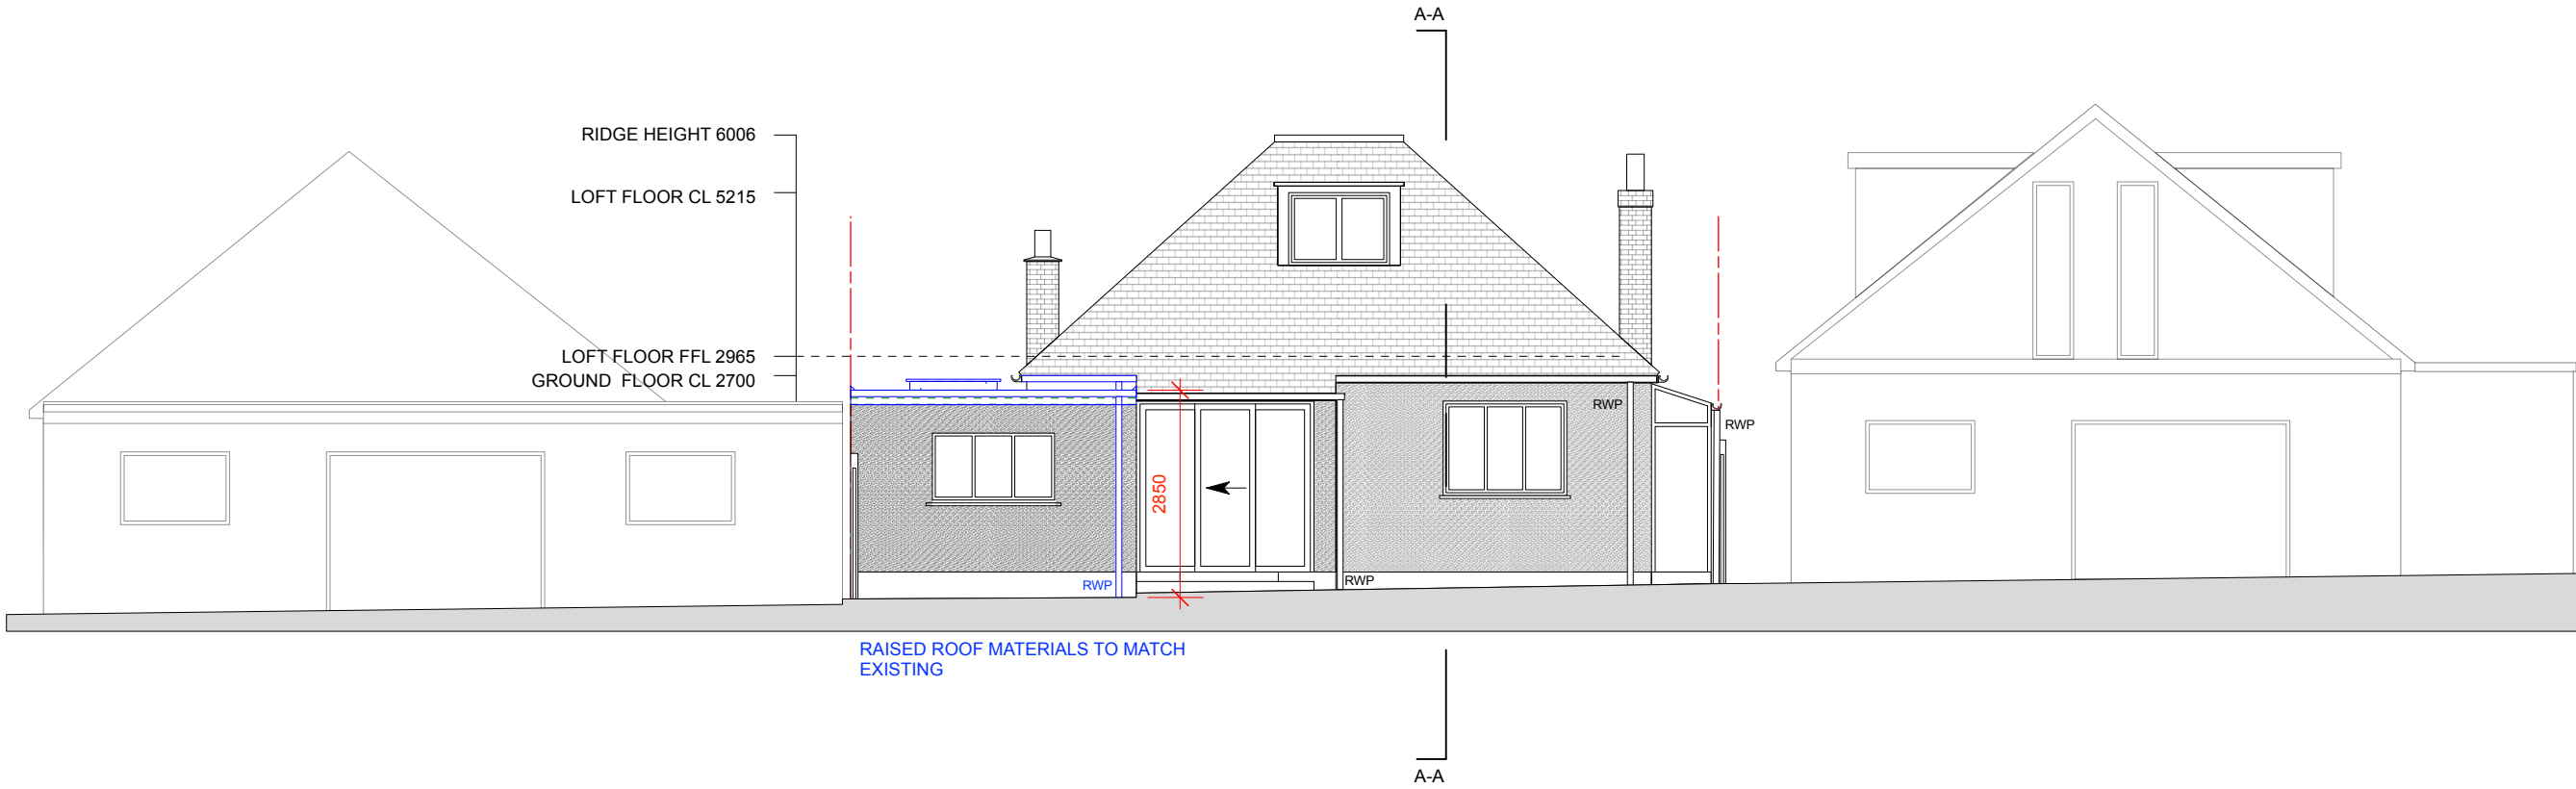 A-A
RIDGE HEIGHT 6006
LOFT FLOOR CL 5215
LOFT FLOOR FFL 2965
GROUND FLOOR CL 2700
RWP
RWP
2850
RWP
RWP
RAISED ROOF MATERIALS TO MATCH
EXISTING
A-A